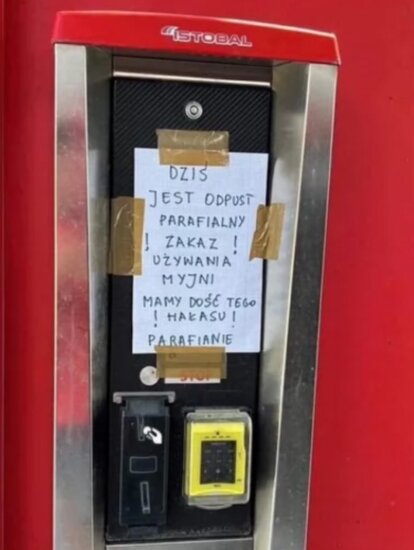 ISTOBAL
DZIŚ
JEST ODPUST
PARAFIALNY
! ZAKAZ !
UŻYWANIA
MYJNI
MAMY DOŚĆ TEGO
! HAŁASU !
PARAFIANIE
STOP